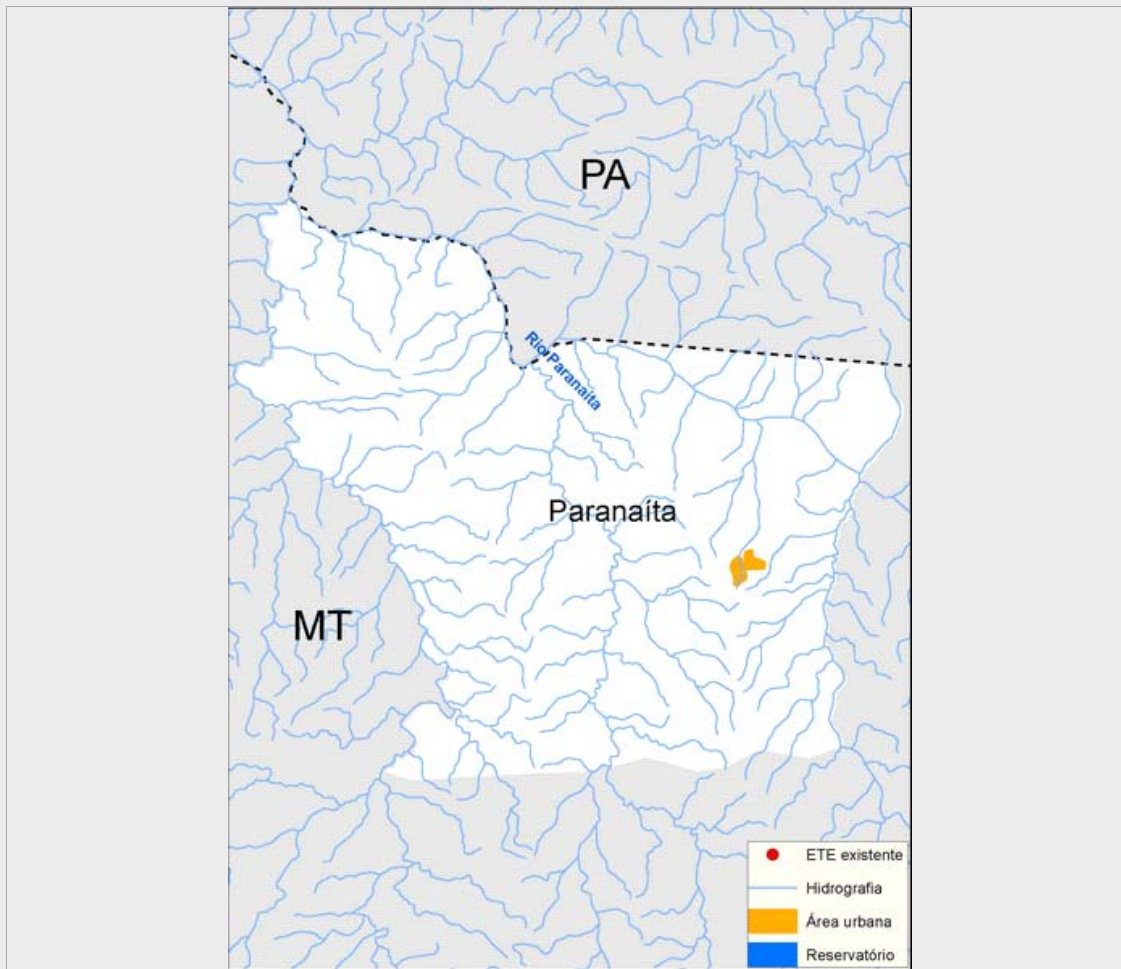 PA
Rio Paranaíta
Paranaíta
MT
ETE existente
Hidrografia
Área urbana
Reservatório